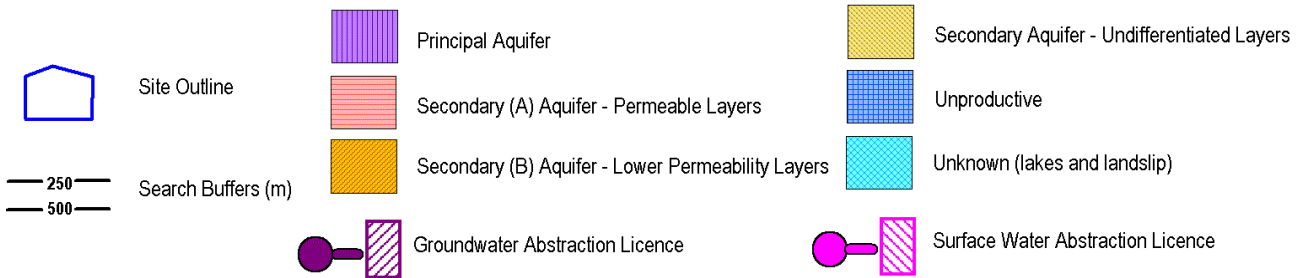 Principal Aquifer
Secondary Aquifer - Undifferentiated Layers
Site Outline
Secondary (A) Aquifer - Permeable Layers
Unproductive
250
500
Search Buffers (m)
Secondary (B) Aquifer - Lower Permeability Layers
Unknown (lakes and landslip)
Groundwater Abstraction Licence
Surface Water Abstraction Licence